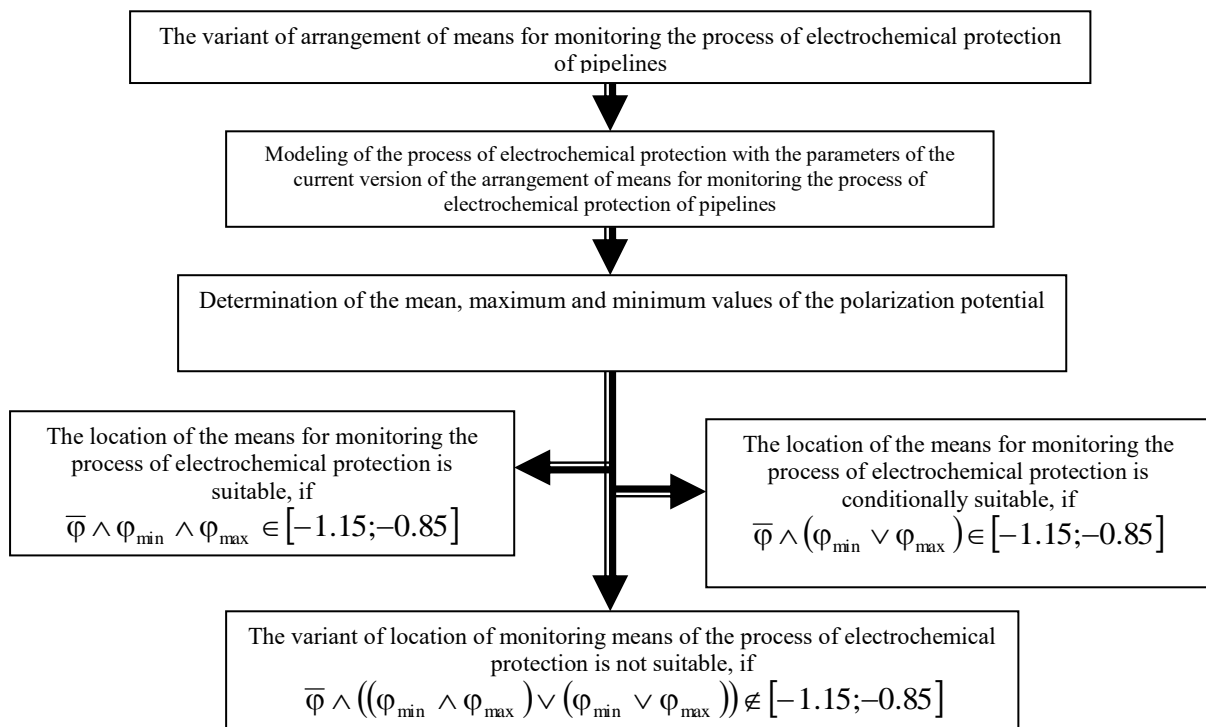 The variant of arrangement of means for monitoring the process of electrochemical protection
of pipelines
Modeling of the process of electrochemical protection with the parameters of the
current version of the arrangement of means for monitoring the process of
electrochemical protection of pipelines
Determination of the mean, maximum and minimum values of the polarization potential
The location of the means for monitoring the
process of electrochemical protection is
suitable, if
φ̅ ∧ φmin ∧ φmax ∈ [−1.15;−0.85]
The location of the means for monitoring the
process of electrochemical protection is
conditionally suitable, if
φ̅ ∧ (φmin ∨ φmax) ∈ [−1.15;−0.85]
The variant of location of monitoring means of the process of electrochemical
protection is not suitable, if
φ̅ ∧ ((φmin ∧ φmax) ∨ (φmin ∨ φmax)) ∉ [−1.15;−0.85]